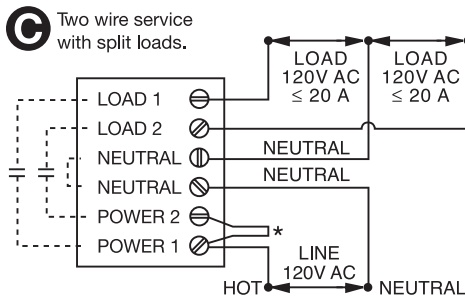 C Two wire service
with split loads.
LOAD
120V AC
≤ 20 A
LOAD
120V AC
≤ 20 A
LOAD 1
LOAD 2
NEUTRAL
NEUTRAL
NEUTRAL
NEUTRAL
POWER 2
POWER 1
*
LINE
120V AC
HOT
NEUTRAL